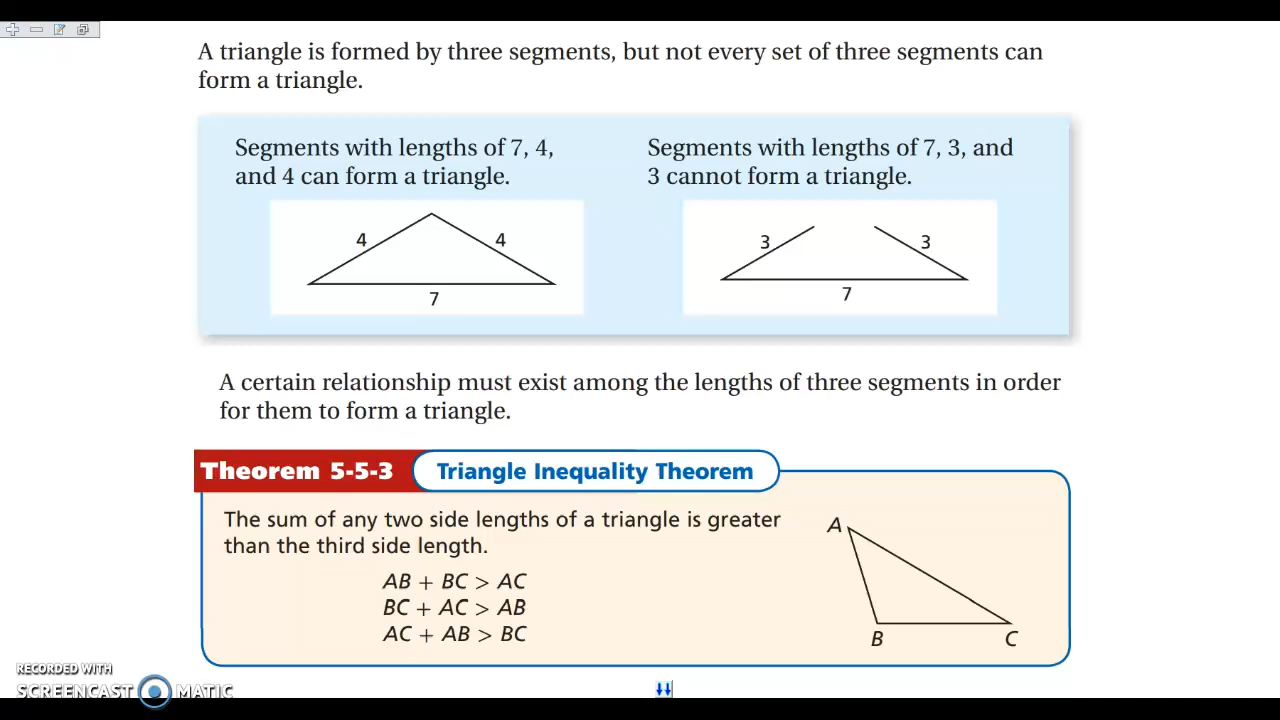 A triangle is formed by three segments, but not every set of three segments can
form a triangle.
Segments with lengths of 7, 4,
and 4 can form a triangle.
4
4
7
Segments with lengths of 7, 3, and
3 cannot form a triangle.
3
3
7
A certain relationship must exist among the lengths of three segments in order
for them to form a triangle.
Theorem 5-5-3 Triangle Inequality Theorem
The sum of any two side lengths of a triangle is greater
than the third side length.
AB + BC > AC
BC + AC > AB
AC + AB > BC
A
B
C
RECORDED WITH
SCREENCAST MATIC